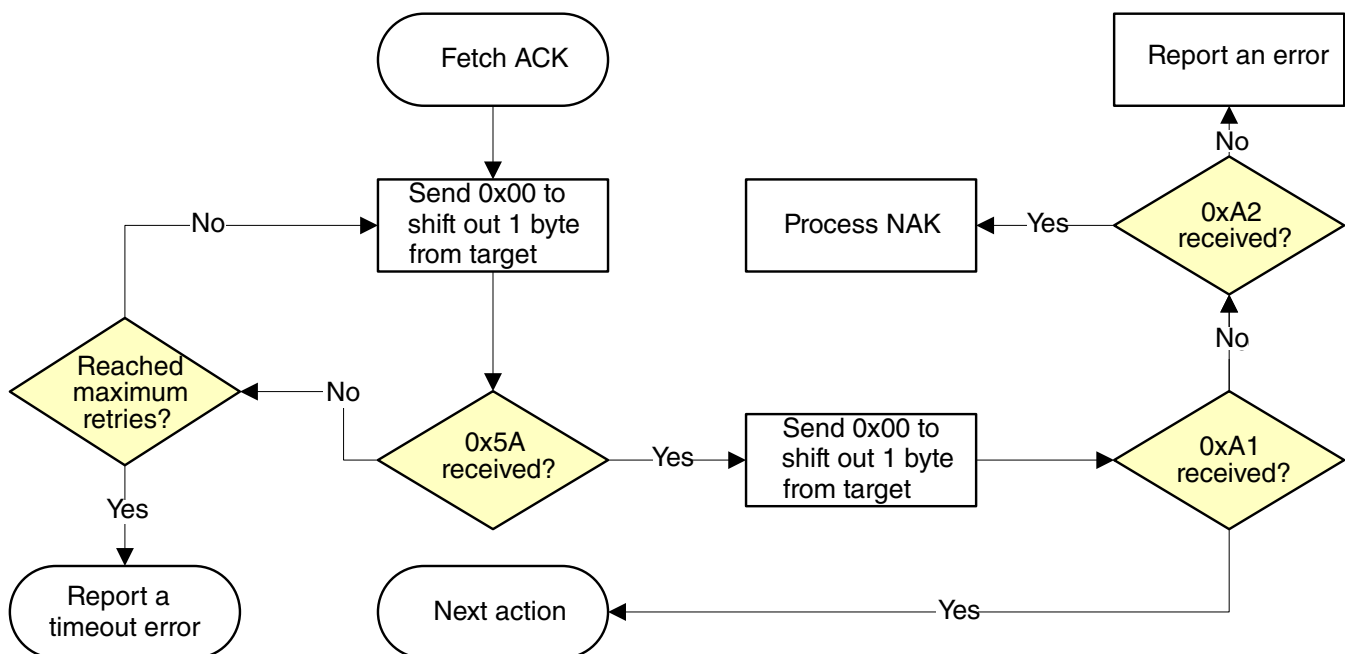 Fetch ACK
Report an error
No
Send 0x00 to
shift out 1 byte
from target
No
Process NAK
Yes
0xA2
received?
No
Reached
maximum
retries?
No
0x5A
received?
Yes
Send 0x00 to
shift out 1 byte
from target
0xA1
received?
Yes
Report a
timeout error
Next action
Yes